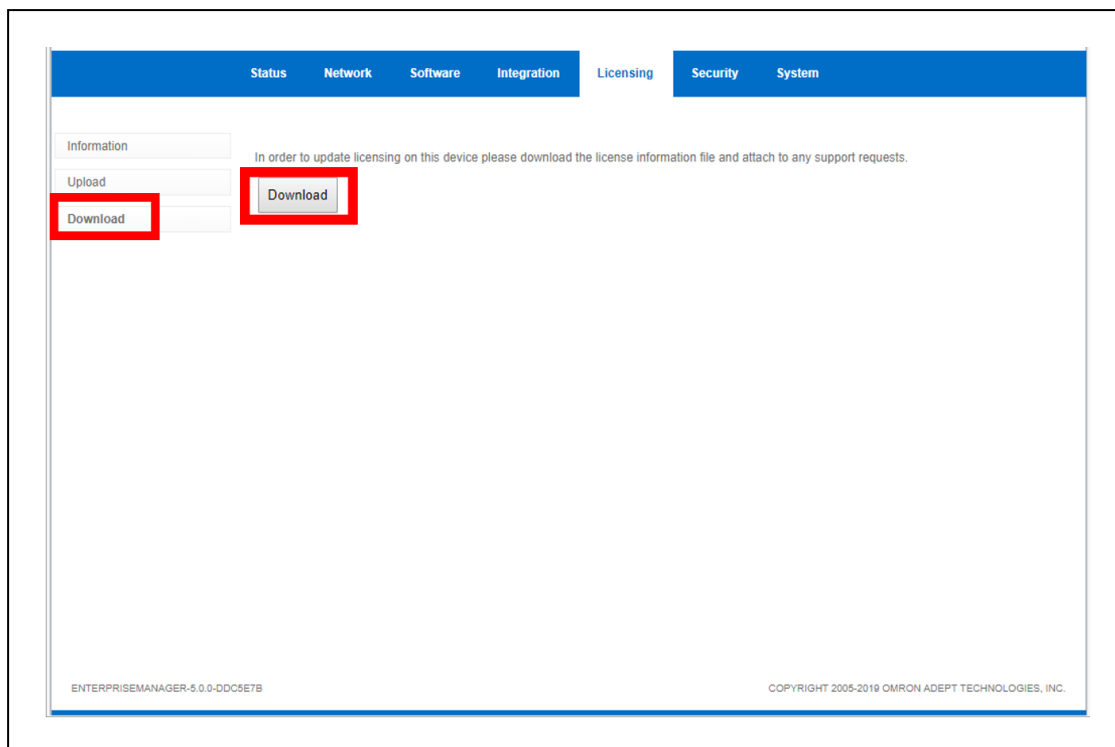 Status Network Software Integration Licensing Security System
Information
Upload
Download
In order to update licensing on this device please download the license information file and attach to any support requests.
Download
ENTERPRISEMANAGER-5.0.0-DDC5E7B
COPYRIGHT 2005-2019 OMRON ADEPT TECHNOLOGIES, INC.